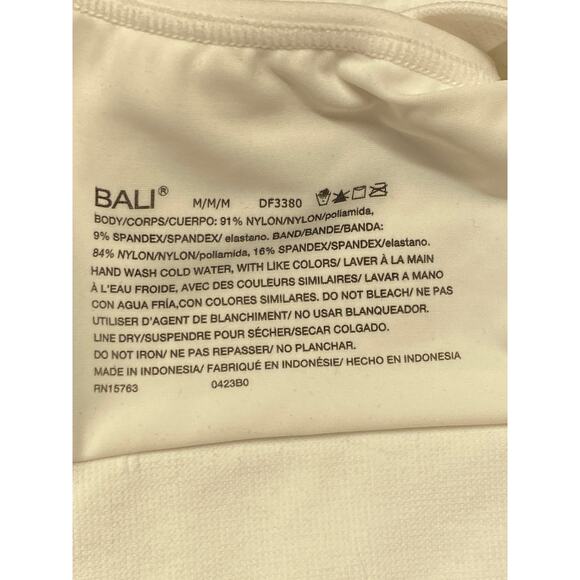 BALI® M/M/M DF3380
BODY/CORPS/CUERPO: 91% NYLON/NYLON/poliamida,
9% SPANDEX/SPANDEX/ elastano. BAND/BANDE/BANDA:
84% NYLON/NYLON/poliamida, 16% SPANDEX/SPANDEX/elastano.
HAND WASH COLD WATER, WITH LIKE COLORS/ LAVER À LA MAIN
À L'EAU FROIDE, AVEC DES COULEURS SIMILAIRES/ LAVAR A MANO
CON AGUA FRÍA,CON COLORES SIMILARES. DO NOT BLEACH/ NE PAS
UTILISER D'AGENT DE BLANCHIMENT/ NO USAR BLANQUEADOR.
LINE DRY/SUSPENDRE POUR SÉCHER/SECAR COLGADO.
DO NOT IRON/ NE PAS REPASSER/ NO PLANCHAR.
MADE IN INDONESIA/ FABRIQUÉ EN INDONÉSIE/ HECHO EN INDONESIA
RN15763 0423B0